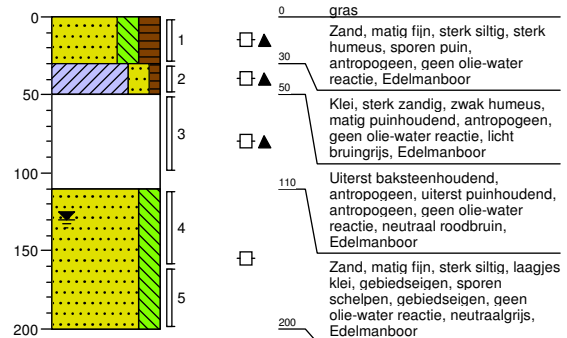 0
50
100
150
200
1
2
3
4
5
0
gras
Zand, matig fijn, sterk siltig, sterk
humeus, sporen puin,
antropogeen, geen olie-water
reactie, Edelmanboor
30
Klei, sterk zandig, zwak humeus,
matig puinhoudend, antropogeen,
geen olie-water reactie, licht
bruingrijs, Edelmanboor
50
Uiterst baksteenhoudend,
antropogeen, uiterst puinhoudend,
antropogeen, geen olie-water
reactie, neutraal roodbruin,
Edelmanboor
110
Zand, matig fijn, sterk siltig, laagjes
klei, gebiedseigen, sporen
schelpen, gebiedseigen, geen
olie-water reactie, neutraalgrijs,
Edelmanboor
200